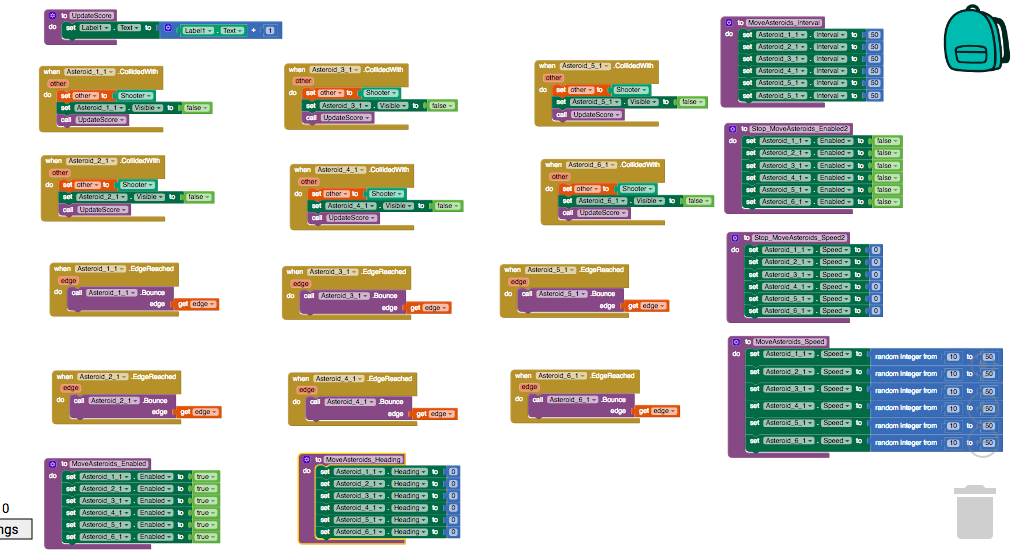 to UpdateScore
do set Label1 . Text to Label1 . Text + 1
when Asteroid_1_1 .CollidedWith
other
do set other to Shooter
set Asteroid_1_1 . Visible to false
call UpdateScore
when Asteroid_3_1 .CollidedWith
other
do set other to Shooter
set Asteroid_3_1 . Visible to false
call UpdateScore
when Asteroid_5_1 .CollidedWith
other
do set other to Shooter
set Asteroid_5_1 . Visible to false
call UpdateScore
to MoveAsteroids_Interval
do set Asteroid_1_1 . Interval to 50
set Asteroid_2_1 . Interval to 50
set Asteroid_3_1 . Interval to 50
set Asteroid_4_1 . Interval to 50
set Asteroid_5_1 . Interval to 50
set Asteroid_5_1 . Interval to 50
when Asteroid_2_1 .CollidedWith
other
do set other to Shooter
set Asteroid_2_1 . Visible to false
call UpdateScore
when Asteroid_4_1 .CollidedWith
other
do set other to Shooter
set Asteroid_4_1 . Visible to false
call UpdateScore
when Asteroid_6_1 .CollidedWith
other
do set other to Shooter
set Asteroid_6_1 . Visible to false
call UpdateScore
to Stop_MoveAsteroids_Enabled2
do set Asteroid_1_1 . Enabled to false
set Asteroid_2_1 . Enabled to false
set Asteroid_3_1 . Enabled to false
set Asteroid_4_1 . Enabled to false
set Asteroid_5_1 . Enabled to false
set Asteroid_6_1 . Enabled to false
when Asteroid_1_1 .EdgeReached
edge
do call Asteroid_1_1 .Bounce
edge get edge
when Asteroid_3_1 .EdgeReached
edge
do call Asteroid_3_1 .Bounce
edge get edge
when Asteroid_5_1 .EdgeReached
edge
do call Asteroid_5_1 .Bounce
edge get edge
to Stop_MoveAsteroids_Speed2
do set Asteroid_1_1 . Speed to 0
set Asteroid_2_1 . Speed to 0
set Asteroid_3_1 . Speed to 0
set Asteroid_4_1 . Speed to 0
set Asteroid_5_1 . Speed to 0
set Asteroid_6_1 . Speed to 0
when Asteroid_2_1 .EdgeReached
edge
do call Asteroid_2_1 .Bounce
edge get edge
when Asteroid_4_1 .EdgeReached
edge
do call Asteroid_4_1 .Bounce
edge get edge
when Asteroid_6_1 .EdgeReached
edge
do call Asteroid_6_1 .Bounce
edge get edge
to MoveAsteroids_Speed
do set Asteroid_1_1 . Speed to random integer from 10 to 50
set Asteroid_2_1 . Speed to random integer from 10 to 50
set Asteroid_3_1 . Speed to random integer from 10 to 50
set Asteroid_4_1 . Speed to random integer from 10 to 50
set Asteroid_5_1 . Speed to random integer from 10 to 50
set Asteroid_6_1 . Speed to random integer from 10 to 50
to MoveAsteroids_Enabled
do set Asteroid_1_1 . Enabled to true
set Asteroid_2_1 . Enabled to true
set Asteroid_3_1 . Enabled to true
set Asteroid_4_1 . Enabled to true
set Asteroid_5_1 . Enabled to true
set Asteroid_6_1 . Enabled to true
to MoveAsteroids_Heading
do set Asteroid_1_1 . Heading to 0
set Asteroid_2_1 . Heading to 0
set Asteroid_3_1 . Heading to 0
set Asteroid_4_1 . Heading to 0
set Asteroid_5_1 . Heading to 0
set Asteroid_6_1 . Heading to 0
0
ngs